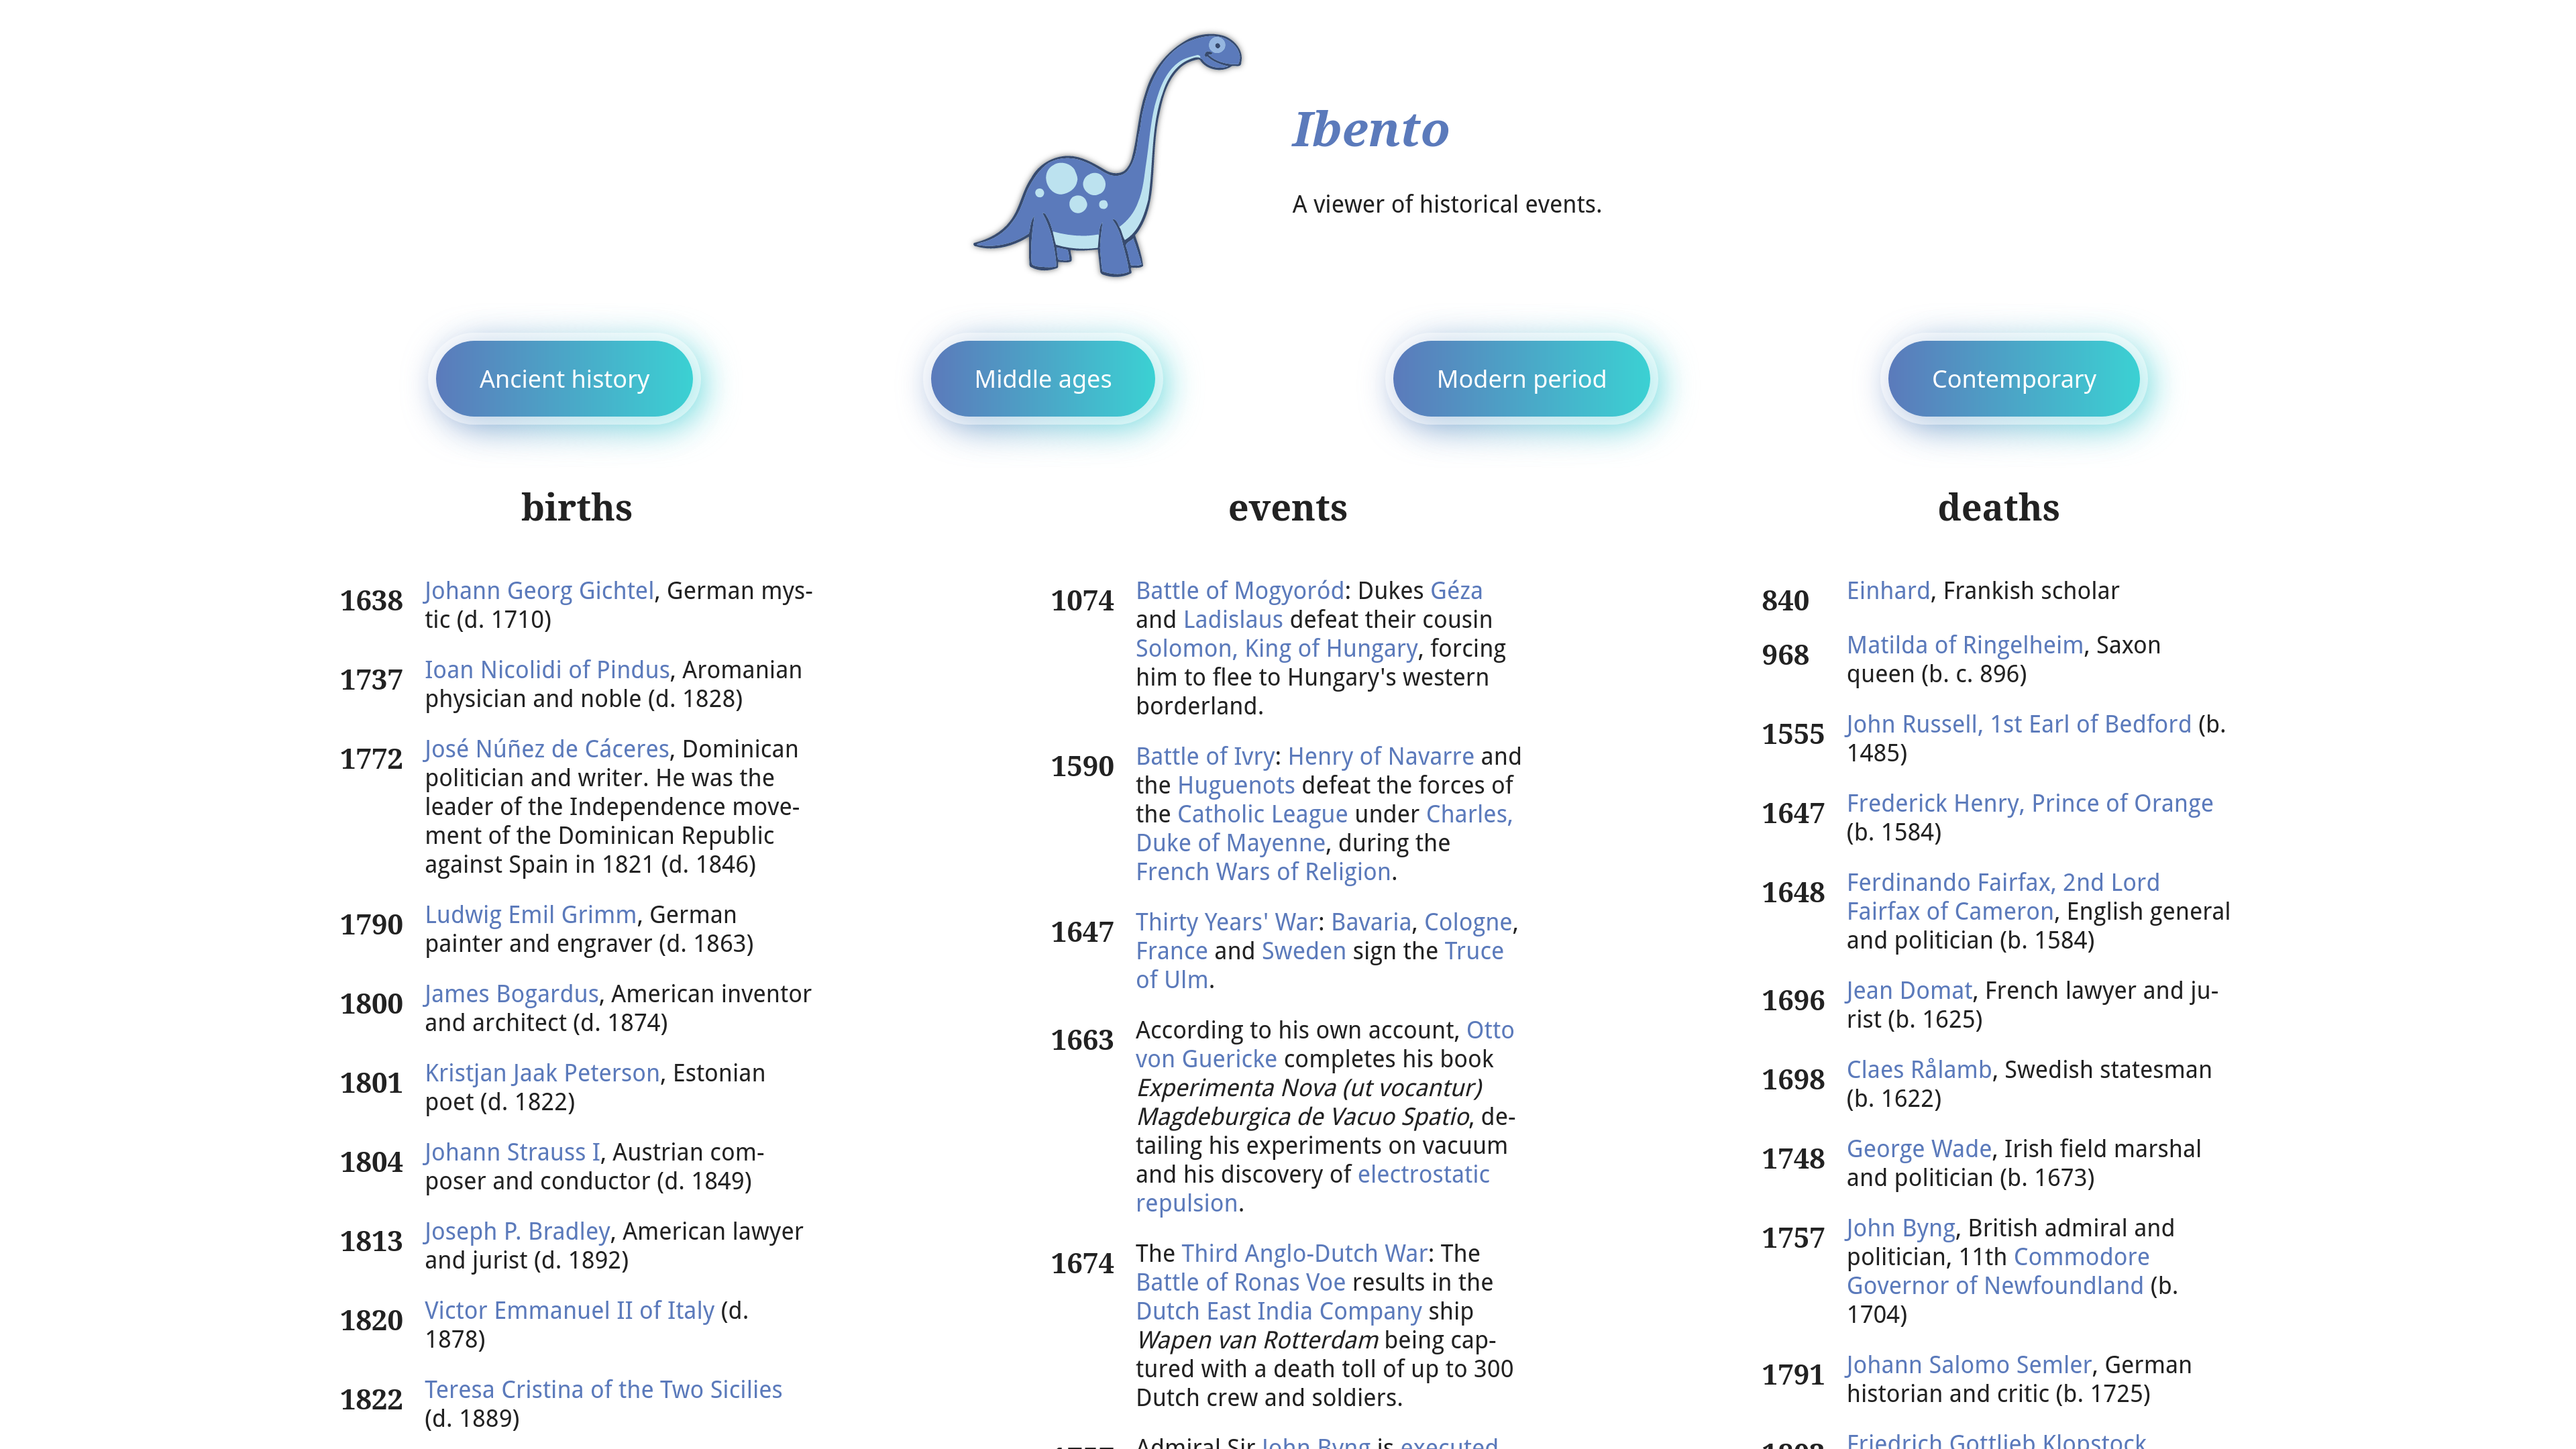 Ibento
A viewer of historical events.
Ancient history
Middle ages
Modern period
Contemporary
births
1638
Johann Georg Gichtel, German mys-
tic (d. 1710)
1737
Ioan Nicolidi of Pindus, Aromanian
physician and noble (d. 1828)
1772
José Núñez de Cáceres, Dominican
politician and writer. He was the
leader of the Independence move-
ment of the Dominican Republic
against Spain in 1821 (d. 1846)
1790
Ludwig Emil Grimm, German
painter and engraver (d. 1863)
1800
James Bogardus, American inventor
and architect (d. 1874)
1801
Kristjan Jaak Peterson, Estonian
poet (d. 1822)
1804
Johann Strauss I, Austrian com-
poser and conductor (d. 1849)
1813
Joseph P. Bradley, American lawyer
and jurist (d. 1892)
1820
Victor Emmanuel II of Italy (d.
1878)
1822
Teresa Cristina of the Two Sicilies
(d. 1889)
events
1074
Battle of Mogyoród: Dukes Géza
and Ladislaus defeat their cousin
Solomon, King of Hungary, forcing
him to flee to Hungary's western
borderland.
1590
Battle of Ivry: Henry of Navarre and
the Huguenots defeat the forces of
the Catholic League under Charles,
Duke of Mayenne, during the
French Wars of Religion.
1647
Thirty Years' War: Bavaria, Cologne,
France and Sweden sign the Truce
of Ulm.
1663
According to his own account, Otto
von Guericke completes his book
Experimenta Nova (ut vocantur)
Magdeburgica de Vacuo Spatio, de-
tailing his experiments on vacuum
and his discovery of electrostatic
repulsion.
1674
The Third Anglo-Dutch War: The
Battle of Ronas Voe results in the
Dutch East India Company ship
Wapen van Rotterdam being cap-
tured with a death toll of up to 300
Dutch crew and soldiers.
Admiral Sir John Byng is executed
deaths
840
Einhard, Frankish scholar
968
Matilda of Ringelheim, Saxon
queen (b. c. 896)
1555
John Russell, 1st Earl of Bedford (b.
1485)
1647
Frederick Henry, Prince of Orange
(b. 1584)
1648
Ferdinando Fairfax, 2nd Lord
Fairfax of Cameron, English general
and politician (b. 1584)
1696
Jean Domat, French lawyer and ju-
rist (b. 1625)
1698
Claes Rålamb, Swedish statesman
(b. 1622)
1748
George Wade, Irish field marshal
and politician (b. 1673)
1757
John Byng, British admiral and
politician, 11th Commodore
Governor of Newfoundland (b.
1704)
1791
Johann Salomo Semler, German
historian and critic (b. 1725)
Friedrich Gottlieb Klopstock